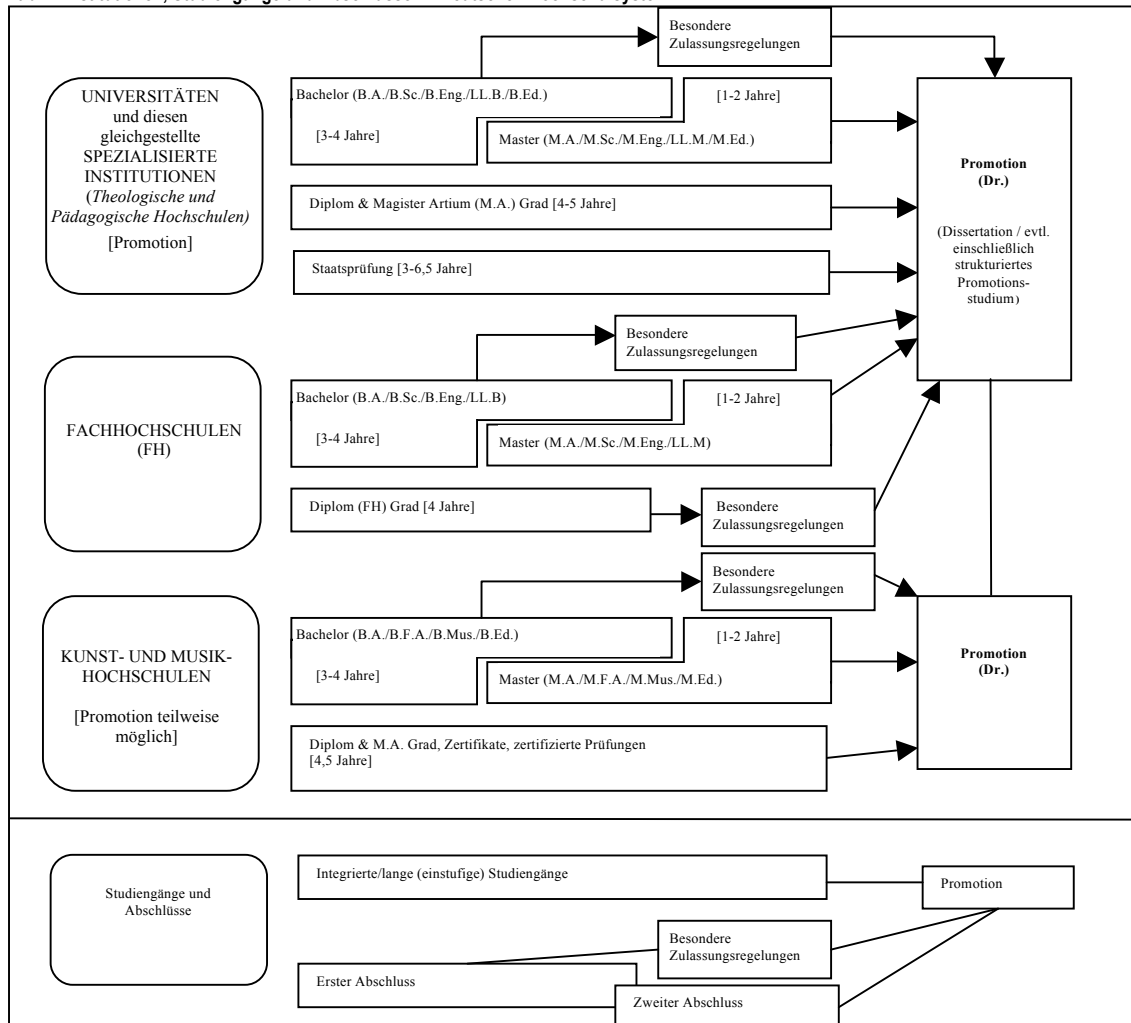 Besondere
Zulassungsregelungen
UNIVERSITÄTEN
und diesen
gleichgestellte
SPEZIALISIERTE
INSTITUTIONEN
(Theologische und
Pädagogische Hochschulen)
[Promotion]
Bachelor (B.A./B.Sc./B.Eng./LL.B./B.Ed.)
[3-4 Jahre]
[1-2 Jahre]
Master (M.A./M.Sc./M.Eng./LL.M./M.Ed.)
Diplom & Magister Artium (M.A.) Grad [4-5 Jahre]
Staatsprüfung [3-6,5 Jahre]
Promotion
(Dr.)
(Dissertation / evtl.
einschließlich
strukturiertes
Promotions-
studium)
FACHHOCHSCHULEN
(FH)
Besondere
Zulassungsregelungen
Bachelor (B.A./B.Sc./B.Eng./LL.B)
[3-4 Jahre]
[1-2 Jahre]
Master (M.A./M.Sc./M.Eng./LL.M)
Diplom (FH) Grad [4 Jahre]
Besondere
Zulassungsregelungen
KUNST- UND MUSIK-
HOCHSCHULEN
[Promotion teilweise
möglich]
Besondere
Zulassungsregelungen
Bachelor (B.A./B.F.A./B.Mus./B.Ed.)
[3-4 Jahre]
[1-2 Jahre]
Master (M.A./M.F.A./M.Mus./M.Ed.)
Diplom & M.A. Grad, Zertifikate, zertifizierte Prüfungen
[4,5 Jahre]
Promotion
(Dr.)
Studiengänge und
Abschlüsse
Integrierte/lange (einstufige) Studiengänge
Promotion
Besondere
Zulassungsregelungen
Erster Abschluss
Zweiter Abschluss